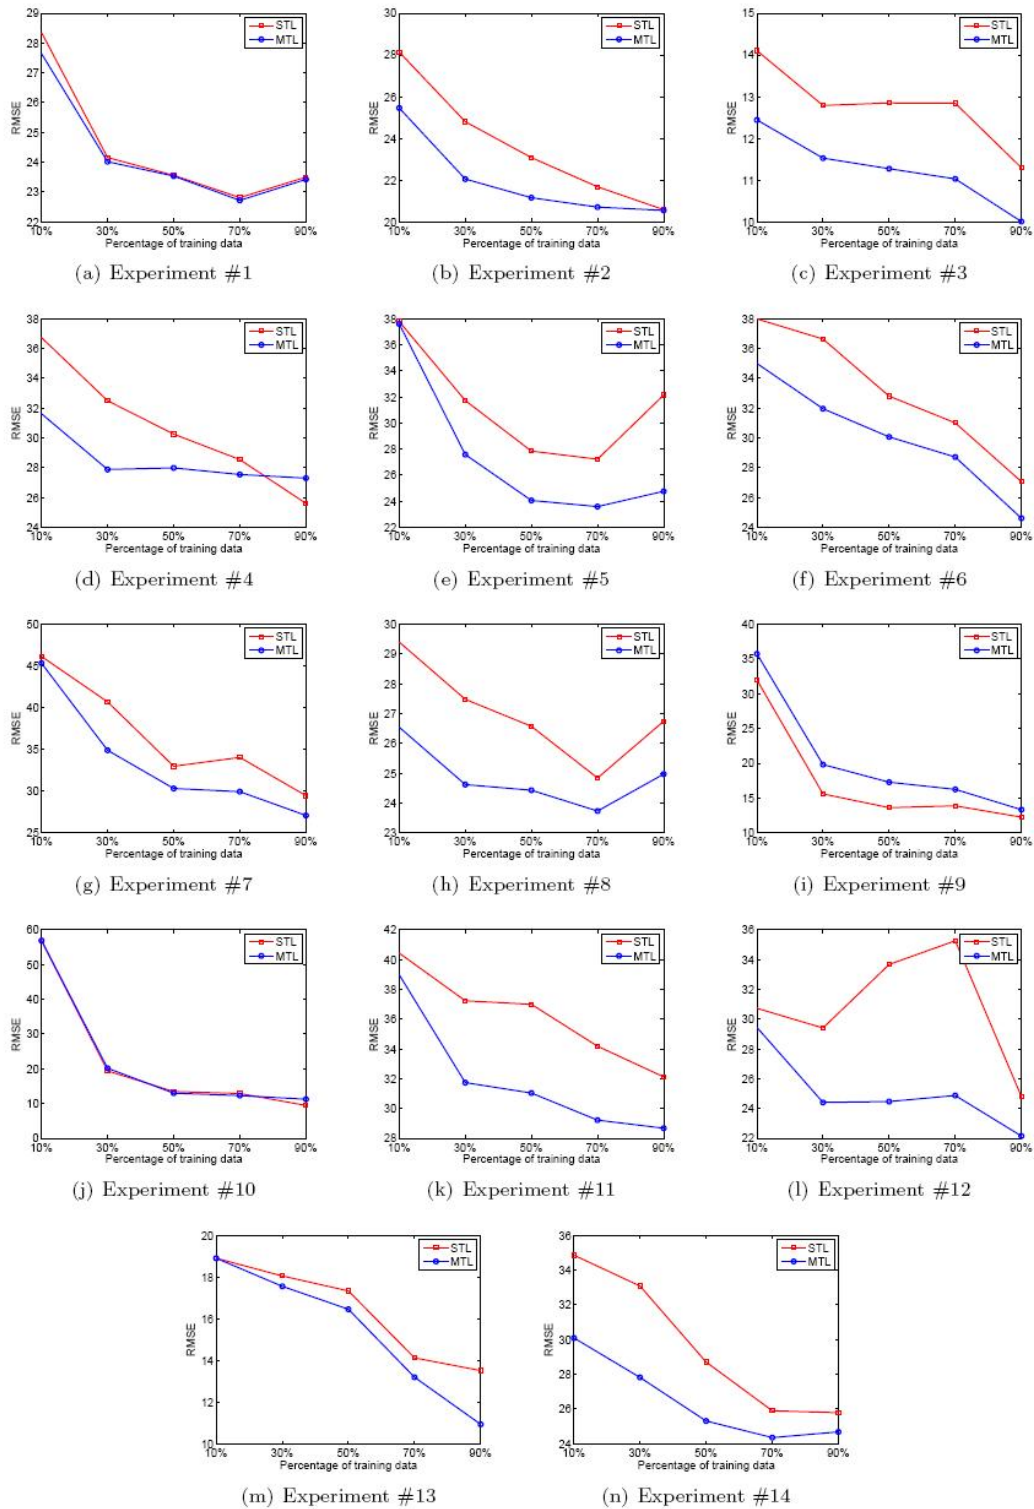 29
28
27
26
25
24
23
22
RMSE
STL
MTL
10% 30% 50% 70% 90%
Percentage of training data
(a) Experiment #1
30
28
26
24
22
20
RMSE
STL
MTL
10% 30% 50% 70% 90%
Percentage of training data
(b) Experiment #2
15
14
13
12
11
10
RMSE
STL
MTL
10% 30% 50% 70% 90%
Percentage of training data
(c) Experiment #3
38
36
34
32
30
28
26
24
RMSE
STL
MTL
10% 30% 50% 70% 90%
Percentage of training data
(d) Experiment #4
38
36
34
32
30
28
26
24
22
RMSE
STL
MTL
10% 30% 50% 70% 90%
Percentage of training data
(e) Experiment #5
38
36
34
32
30
28
26
24
RMSE
STL
MTL
10% 30% 50% 70% 90%
Percentage of training data
(f) Experiment #6
50
45
40
35
30
25
RMSE
STL
MTL
10% 30% 50% 70% 90%
Percentage of training data
(g) Experiment #7
30
29
28
27
26
25
24
23
RMSE
STL
MTL
10% 30% 50% 70% 90%
Percentage of training data
(h) Experiment #8
40
35
30
25
20
15
10
RMSE
STL
MTL
10% 30% 50% 70% 90%
Percentage of training data
(i) Experiment #9
60
50
40
30
20
10
0
RMSE
STL
MTL
10% 30% 50% 70% 90%
Percentage of training data
(j) Experiment #10
42
40
38
36
34
32
30
28
RMSE
STL
MTL
10% 30% 50% 70% 90%
Percentage of training data
(k) Experiment #11
36
34
32
30
28
26
24
22
RMSE
STL
MTL
10% 30% 50% 70% 90%
Percentage of training data
(l) Experiment #12
20
18
16
14
12
10
RMSE
STL
MTL
10% 30% 50% 70% 90%
Percentage of training data
(m) Experiment #13
36
34
32
30
28
26
24
RMSE
STL
MTL
10% 30% 50% 70% 90%
Percentage of training data
(n) Experiment #14